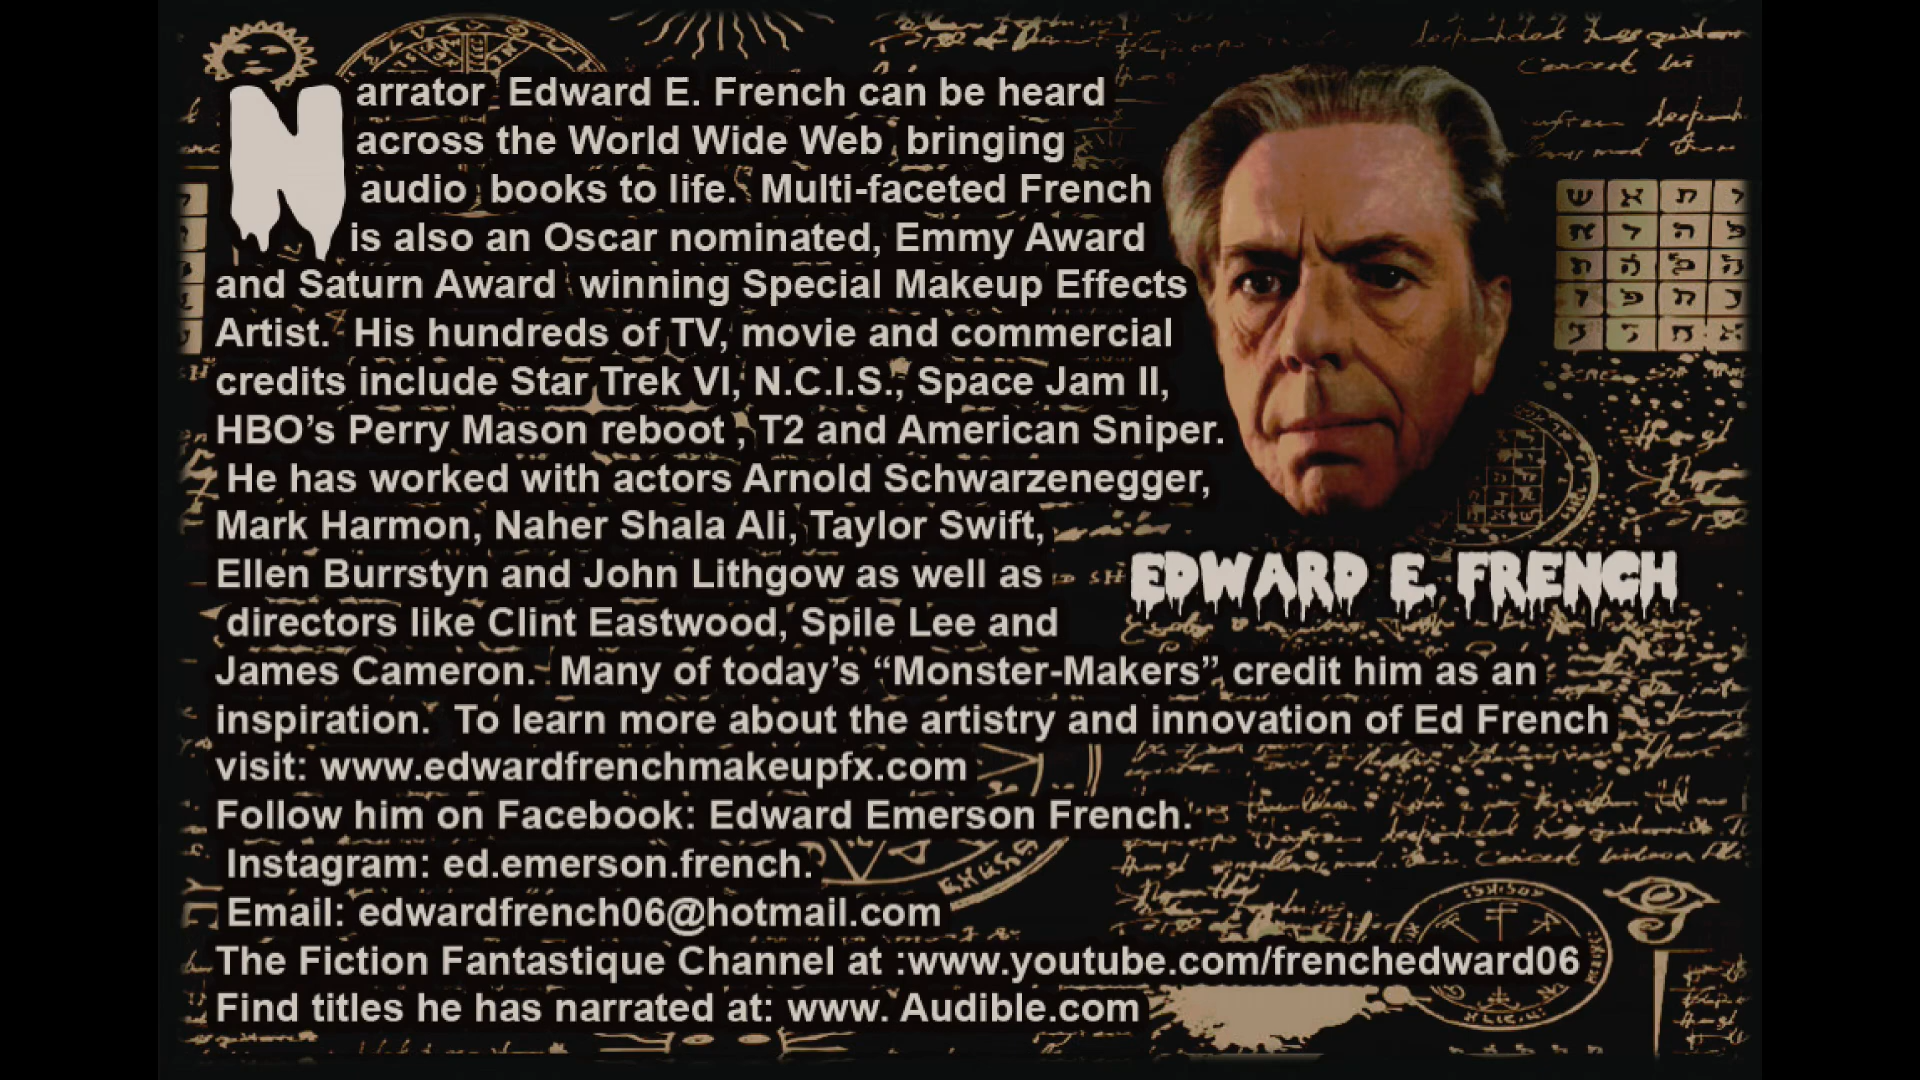 Narrator Edward E. French can be heard
across the World Wide Web bringing
audio books to life. Multi-faceted French
is also an Oscar nominated, Emmy Award
and Saturn Award winning Special Makeup Effects
Artist. His hundreds of TV, movie and commercial
credits include Star Trek VI, N.C.I.S., Space Jam II,
HBO’s Perry Mason reboot , T2 and American Sniper.
He has worked with actors Arnold Schwarzenegger,
Mark Harmon, Naher Shala Ali, Taylor Swift,
Ellen Burrstyn and John Lithgow as well as
directors like Clint Eastwood, Spile Lee and
James Cameron. Many of today’s “Monster-Makers” credit him as an
inspiration. To learn more about the artistry and innovation of Ed French
visit: www.edwardfrenchmakeupfx.com
Follow him on Facebook: Edward Emerson French.
Instagram: ed.emerson.french.
Email: edwardfrench06@hotmail.com
The Fiction Fantastique Channel at :www.youtube.com/frenchedward06
Find titles he has narrated at: www. Audible.com
EDWARD E. FRENCH